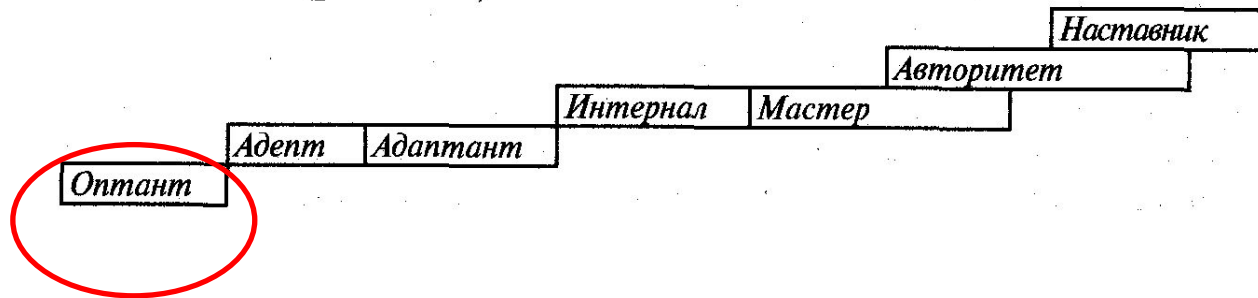 Наставник
Авторитет
Интернал Мастер
Адепт Адаптант
Оптант